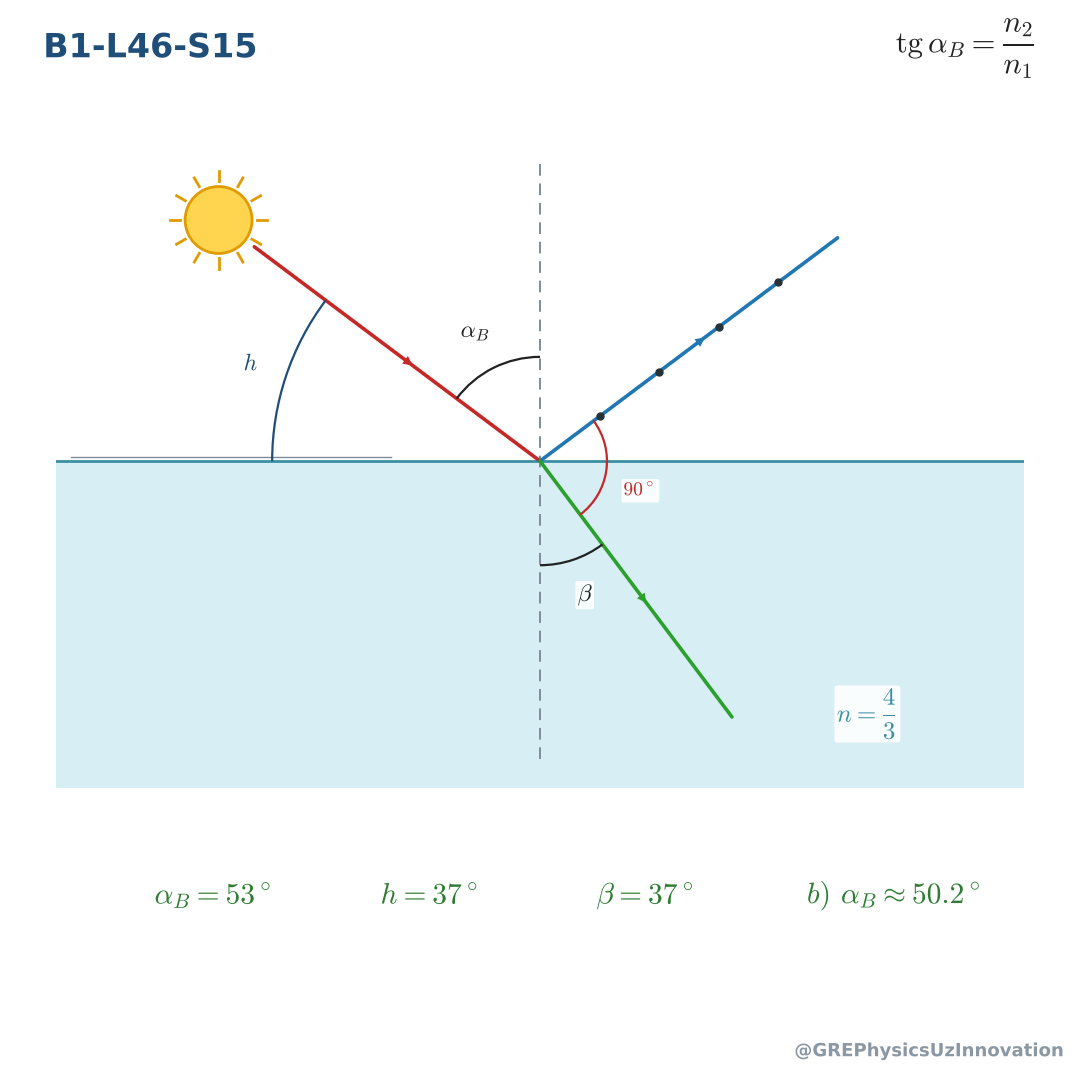 B1-L46-S15
tg α_B = n₂/n₁
α_B
h
90°
β
n = 4/3
α_B = 53° h = 37° β = 37° b) α_B ≈ 50.2°
@GREPhysicsUzInnovation